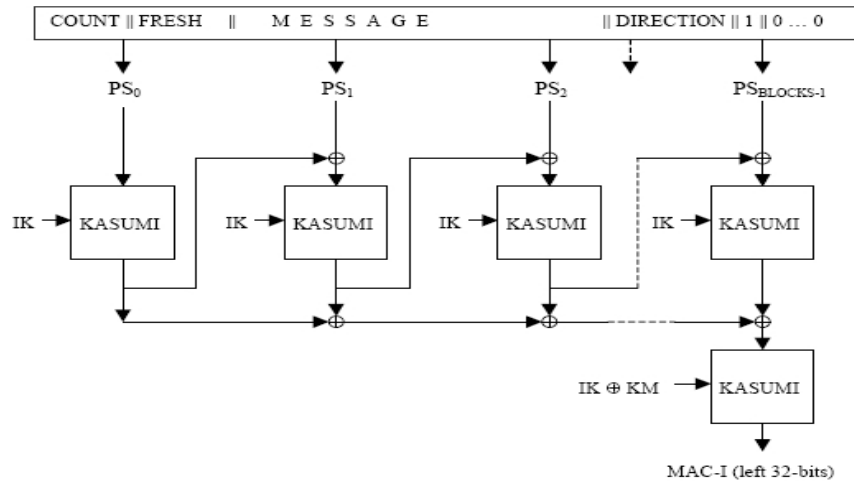 COUNT || FRESH || M E S S A G E || DIRECTION || 1 || 0 … 0
PS₀ PS₁ PS₂ PS_BLOCKS-1
IK KASUMI IK KASUMI IK KASUMI IK KASUMI
IK ⊕ KM KASUMI
MAC-I (left 32-bits)